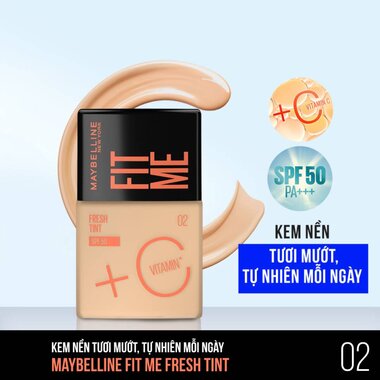 MAYBELLINE
NEW YORK
FIT
ME
FRESH
TINT
SPF 50
02
+C
VITAMIN*
+C
VITAMIN C
SPF 50
PA+++
KEM NỀN
TƯƠI MƯỚT,
TỰ NHIÊN MỖI NGÀY
KEM NỀN TƯƠI MƯỚT, TỰ NHIÊN MỖI NGÀY
MAYBELLINE FIT ME FRESH TINT
02